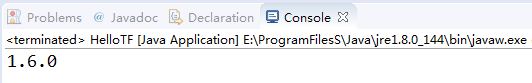 Problems @ Javadoc Declaration Console
<terminated> HelloTF [Java Application] E:\ProgramFilesS\Java\jre1.8.0_144\bin\javaw.exe
1.6.0